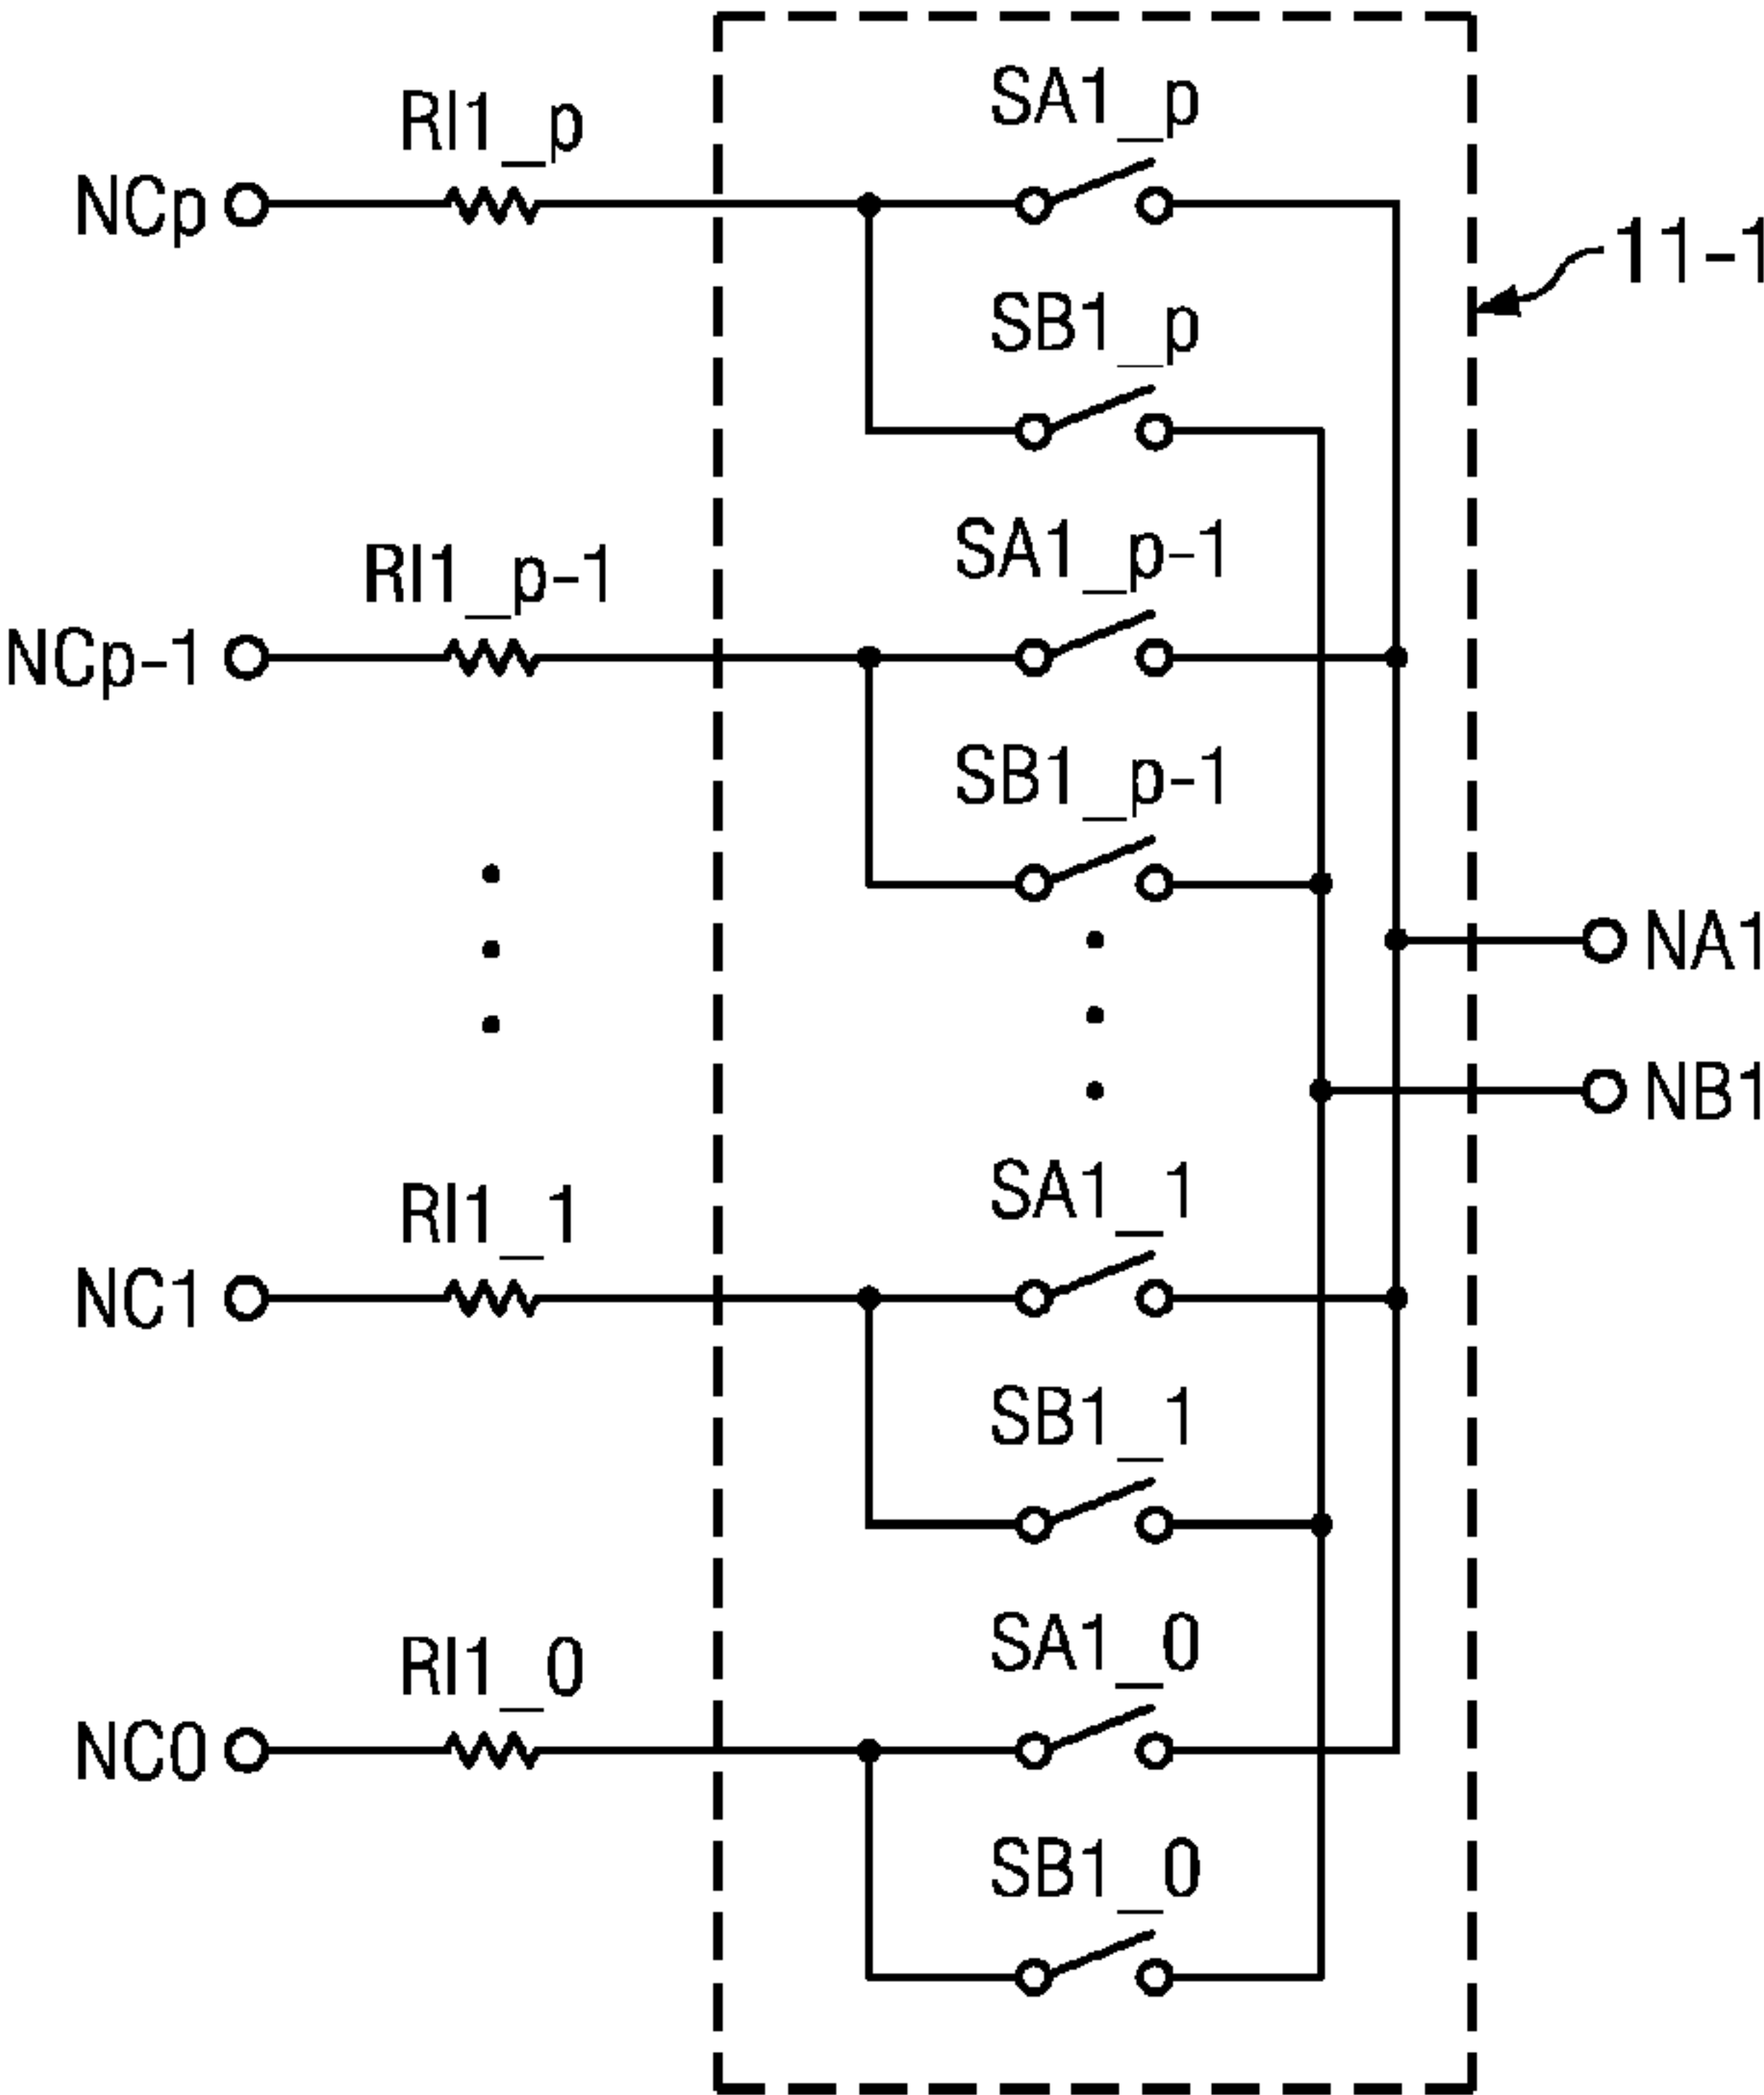 SA1_p
RI1_p
NCp
11-1
SB1_p
SA1_p-1
RI1_p-1
NCp-1
SB1_p-1
NA1
NB1
SA1_1
RI1_1
NC1
SB1_1
SA1_0
RI1_0
NC0
SB1_0